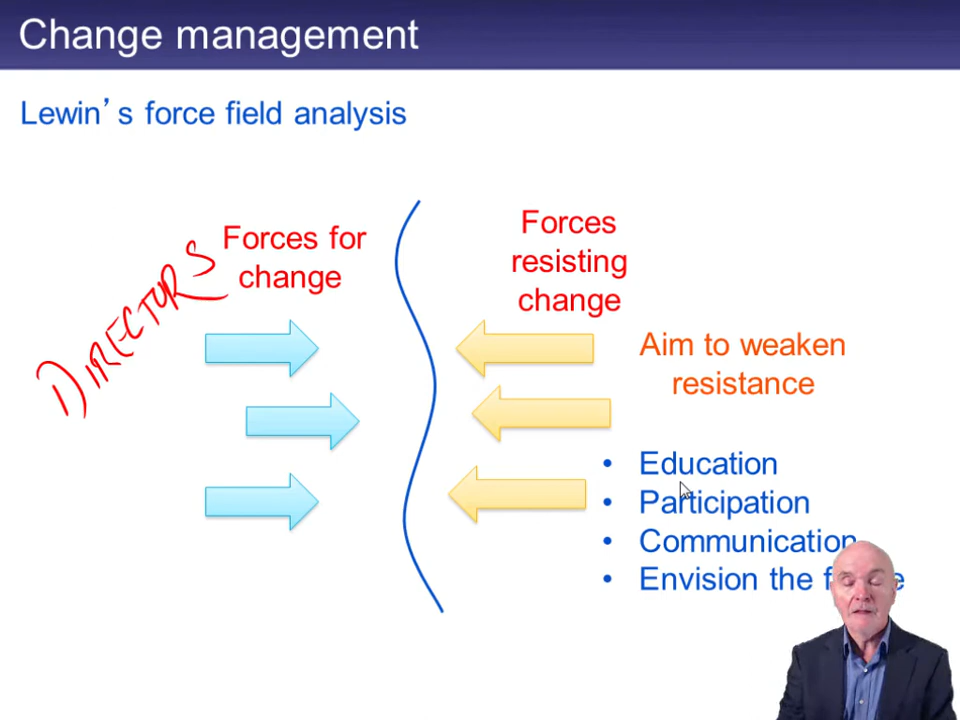 Change management
Lewin’s force field analysis
DIRECTORS
Forces for
change
Forces
resisting
change
Aim to weaken
resistance
• Education
• Participation
• Communication
• Envision the